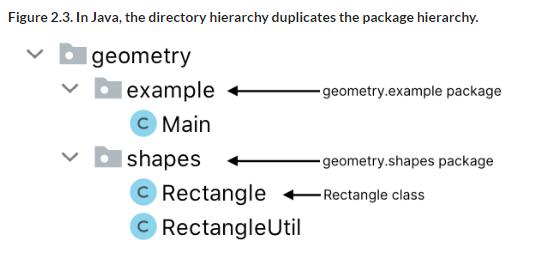 Figure 2.3. In Java, the directory hierarchy duplicates the package hierarchy.
geometry
example geometry.example package
C Main
shapes geometry.shapes package
C Rectangle Rectangle class
C RectangleUtil